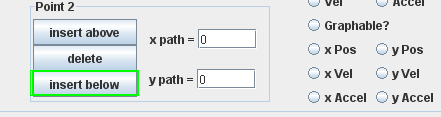 Point 2
insert above
delete
insert below
x path = 0
y path = 0
Vel Accel
Graphable?
x Pos y Pos
x Vel y Vel
x Accel y Accel